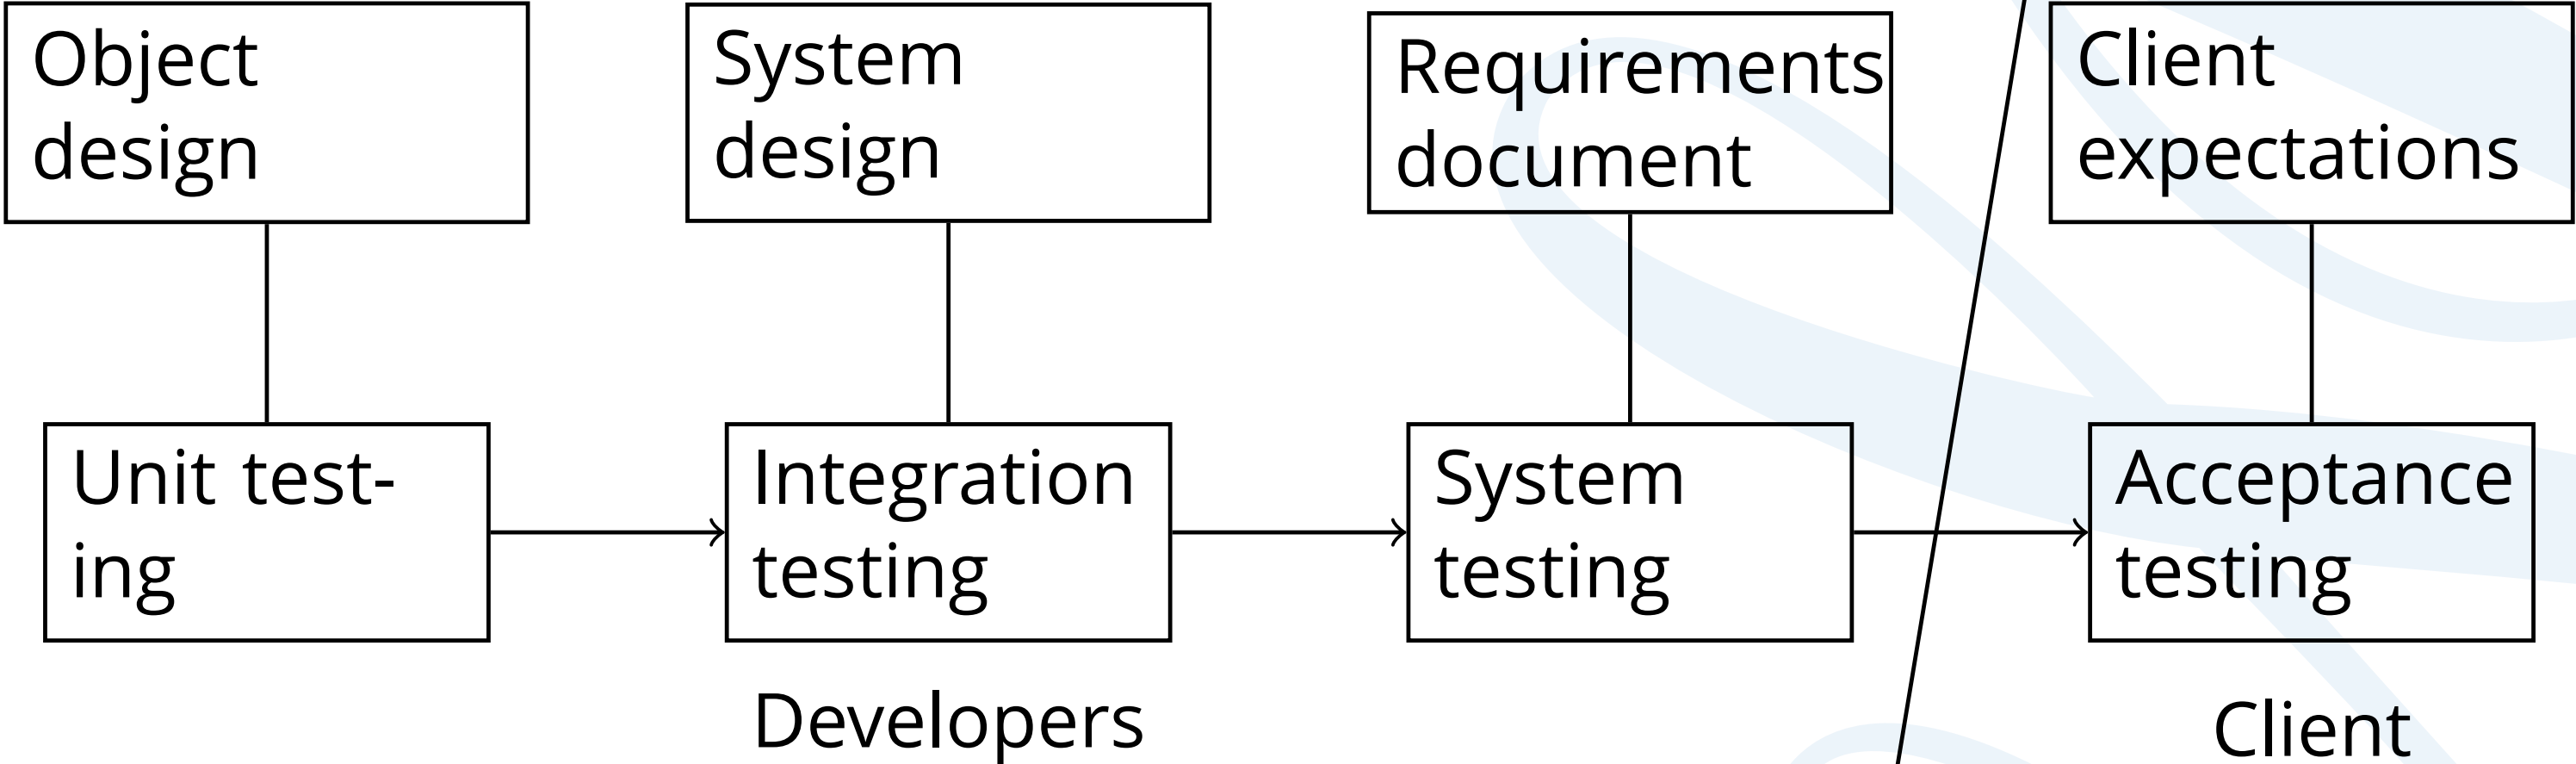 Object
design
System
design
Requirements
document
Client
expectations
Unit test-
ing
Integration
testing
System
testing
Acceptance
testing
Developers
Client